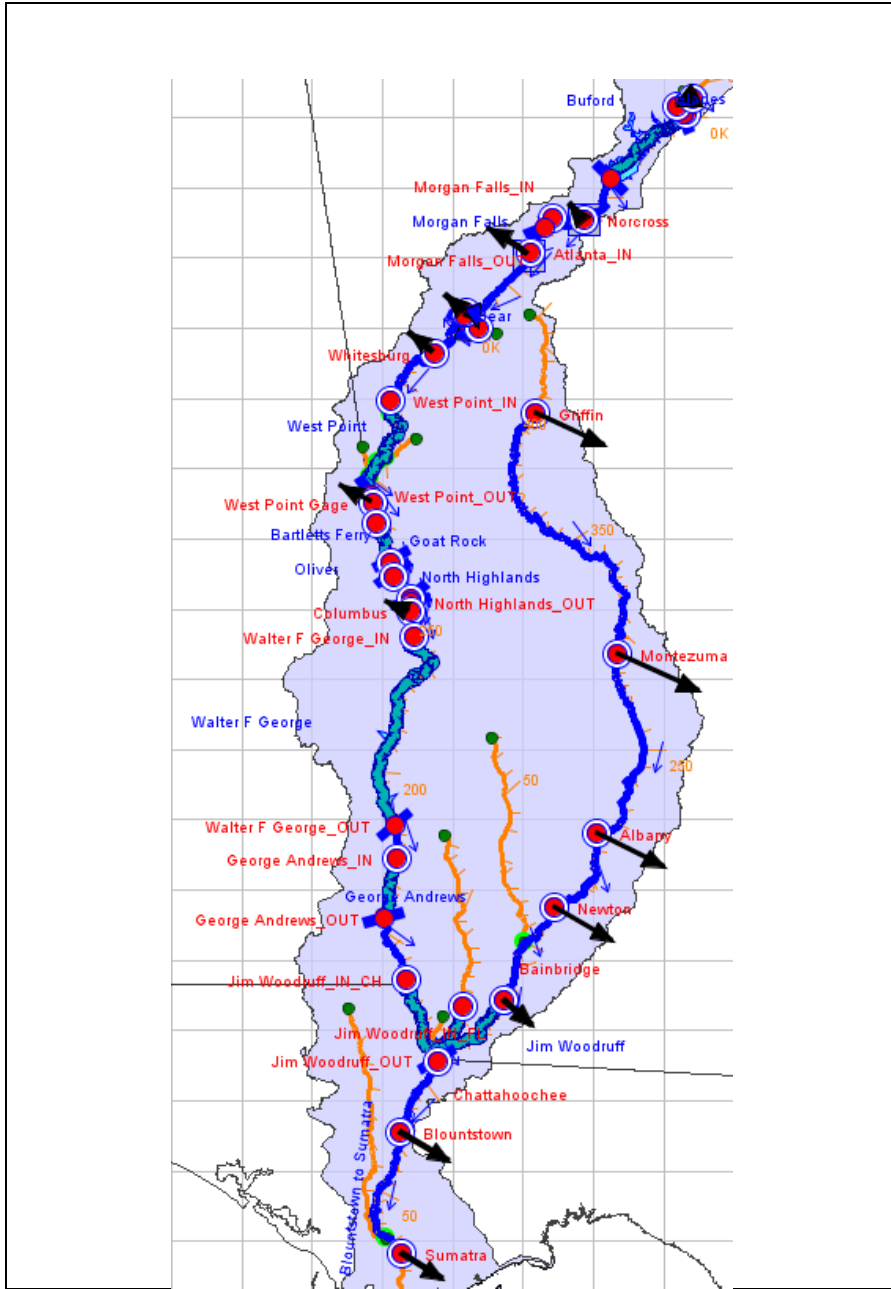 Buford
0K
Morgan Falls_IN
Morgan Falls
Norcross
Morgan Falls_OUT
Atlanta_IN
0K
Whitesburg
West Point_IN
Griffin
West Point
West Point_OUT
West Point Gage
350
Bartletts Ferry
Goat Rock
Oliver
North Highlands
North Highlands_OUT
Columbus
Walter F George_IN
Montezuma
Walter F George
250
50
200
Walter F George_OUT
Albany
George Andrews_IN
George Andrews
Newton
George Andrews_OUT
Bainbridge
Jim Woodruff_IN_CH
Jim Woodruff
Jim Woodruff_OUT
Chattahoochee
Blountstown
Blountstown to Sumatra
50
Sumatra